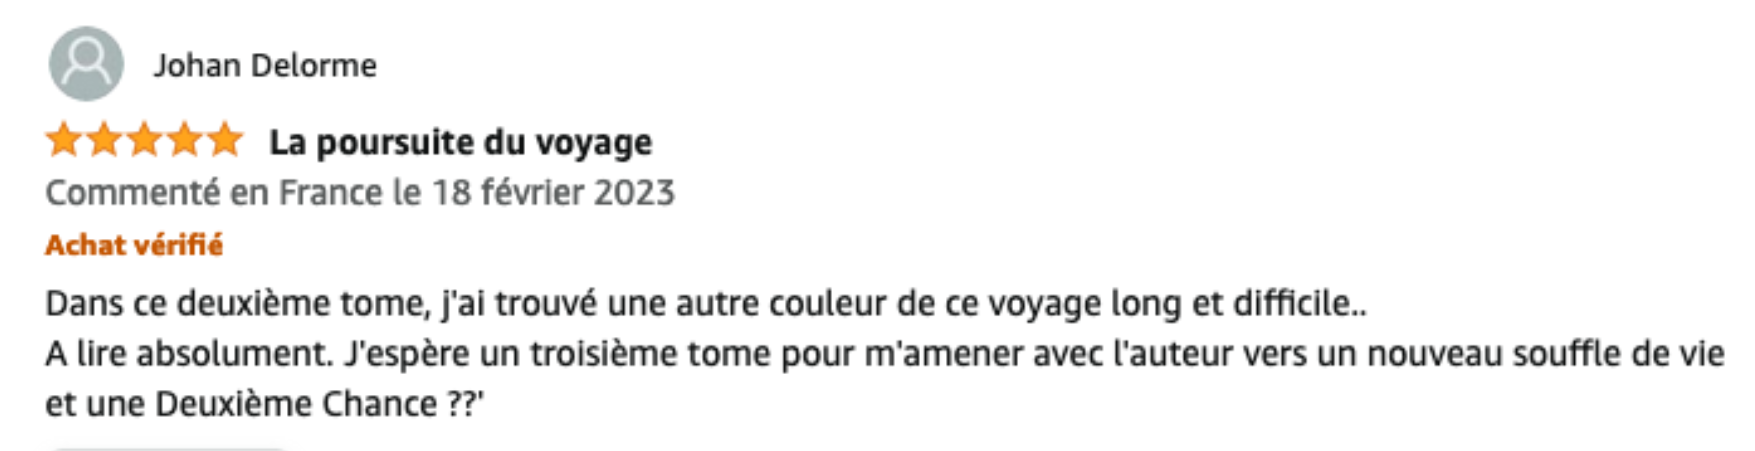 Johan Delorme
La poursuite du voyage
Commenté en France le 18 février 2023
Achat vérifié
Dans ce deuxième tome, j'ai trouvé une autre couleur de ce voyage long et difficile..
A lire absolument. J'espère un troisième tome pour m'amener avec l'auteur vers un nouveau souffle de vie
et une Deuxième Chance ??'